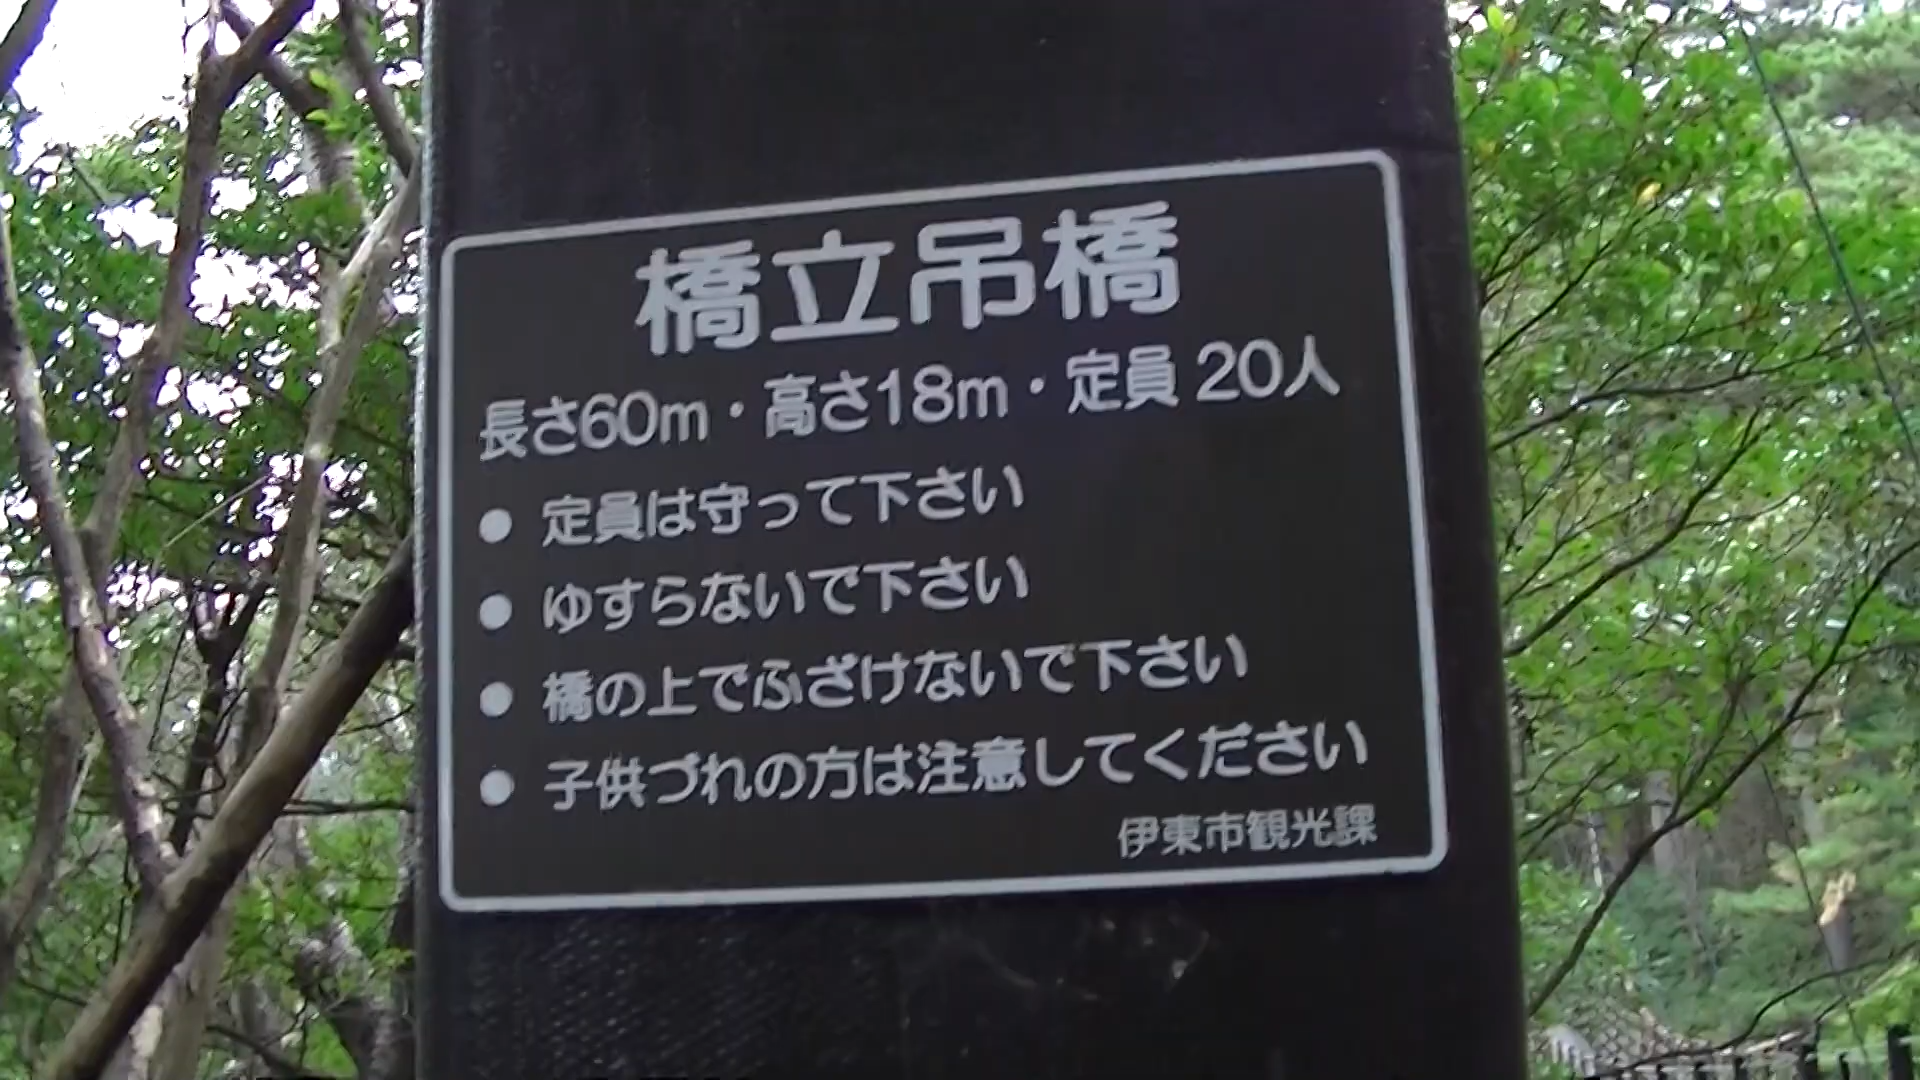 橋立吊橋
長さ60m・高さ18m・定員 20人
● 定員は守って下さい
● ゆすらないで下さい
● 橋の上でふざけないで下さい
● 子供づれの方は注意してください
伊東市観光課